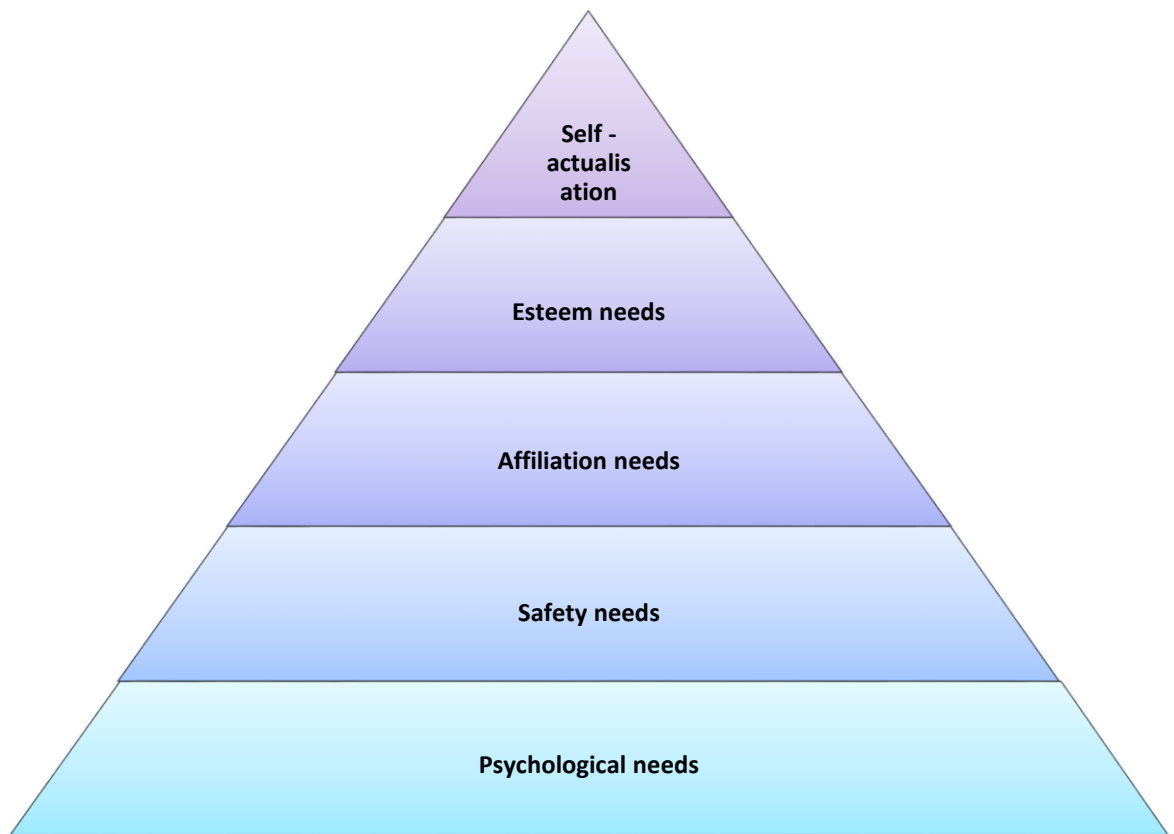 Self -
actualis
ation
Esteem needs
Affiliation needs
Safety needs
Psychological needs